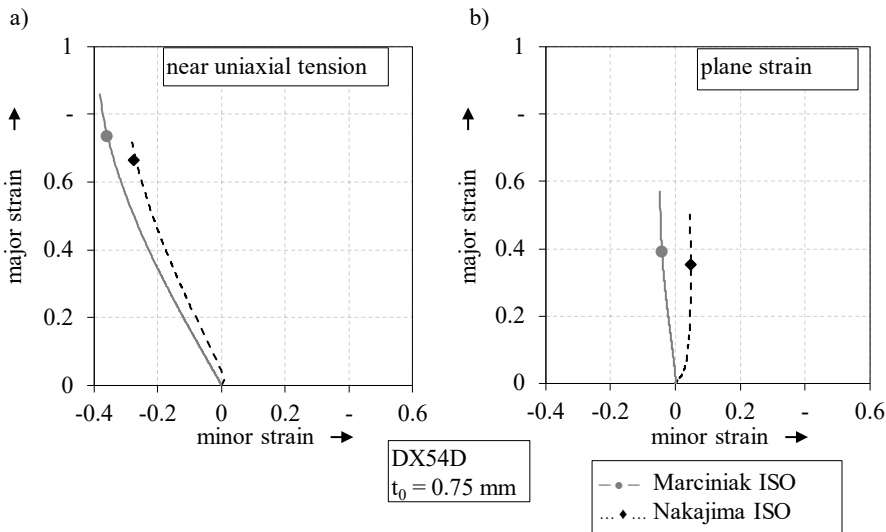 a)
b)
1
near uniaxial tension
-
0.6
0.4
0.2
0
major strain
-0.4
-0.2
0
0.2
-
0.6
minor strain
1
plane strain
-
0.6
0.4
0.2
0
major strain
-0.4
-0.2
0
0.2
-
0.6
minor strain
DX54D
t0 = 0.75 mm
Marciniak ISO
Nakajima ISO